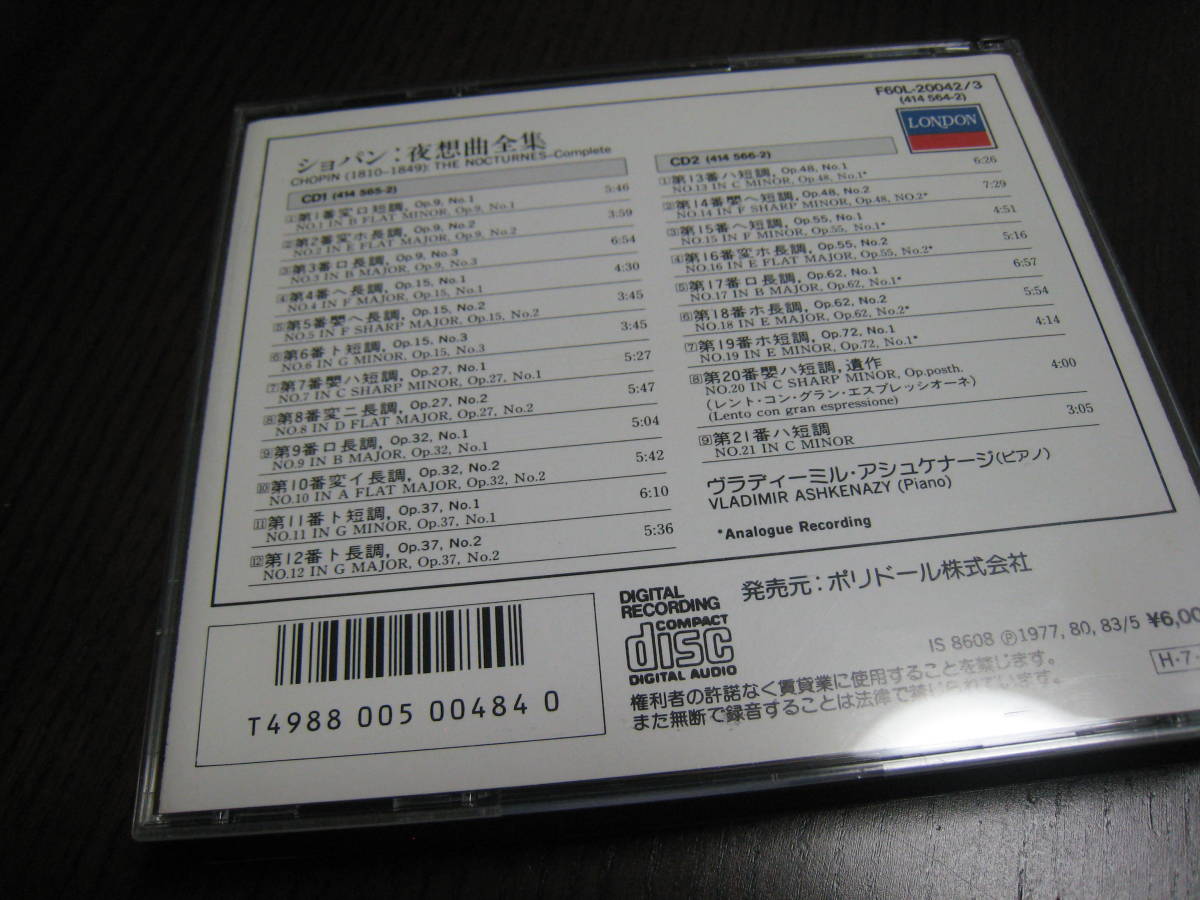 F60L-20042/3
(414 564-2)
LONDON
ショパン:夜想曲全集
CHOPIN (1810–1849): THE NOCTURNES–Complete
CD1 (414 565-2)
①第1番変ロ短調, Op.9, No.1 5:46
NO.1 IN B FLAT MINOR, Op.9, No.1
②第2番変ホ長調, Op.9, No.2 3:59
NO.2 IN E FLAT MAJOR, Op.9, No.2
③第3番ロ長調, Op.9, No.3 6:54
NO.3 IN B MAJOR, Op.9, No.3
④第4番ヘ長調, Op.15, No.1 4:30
NO.4 IN F MAJOR, Op.15, No.1
⑤第5番嬰ヘ長調, Op.15, No.2 3:45
NO.5 IN F SHARP MAJOR, Op.15, No.2
⑥第6番ト短調, Op.15, No.3 3:45
NO.6 IN G MINOR, Op.15, No.3
⑦第7番嬰ハ短調, Op.27, No.1 5:27
NO.7 IN C SHARP MINOR, Op.27, No.1
⑧第8番変ニ長調, Op.27, No.2 5:47
NO.8 IN D FLAT MAJOR, Op.27, No.2
⑨第9番ロ長調, Op.32, No.1 5:04
NO.9 IN B MAJOR, Op.32, No.1
⑩第10番変イ長調, Op.32, No.2 5:42
NO.10 IN A FLAT MAJOR, Op.32, No.2
⑪第11番ト短調, Op.37, No.1 6:10
NO.11 IN G MINOR, Op.37, No.1
⑫第12番ト長調, Op.37, No.2 5:36
NO.12 IN G MAJOR, Op.37, No.2
CD2 (414 566-2)
①第13番ハ短調, Op.48, No.1 6:26
NO.13 IN C MINOR, Op.48, No.1*
②第14番嬰ヘ短調, Op.48, No.2 7:29
NO.14 IN F SHARP MINOR, Op.48, No.2*
③第15番ヘ短調, Op.55, No.1 4:51
NO.15 IN F MINOR, Op.55, No.1*
④第16番変ホ長調, Op.55, No.2 5:16
NO.16 IN E FLAT MAJOR, Op.55, No.2*
⑤第17番ロ長調, Op.62, No.1 6:57
NO.17 IN B MAJOR, Op.62, No.1*
⑥第18番ホ長調, Op.62, No.2 5:54
NO.18 IN E MAJOR, Op.62, No.2*
⑦第19番ホ短調, Op.72, No.1 4:14
NO.19 IN E MINOR, Op.72, No.1*
⑧第20番嬰ハ短調, 遺作 4:00
NO.20 IN C SHARP MINOR, Op.posth.
(レント・コン・グラン・エスプレッシオーネ)
(Lento con gran espressione)
⑨第21番ハ短調 3:05
NO.21 IN C MINOR
ヴラディーミル・アシュケナージ(ピアノ)
VLADIMIR ASHKENAZY (Piano)
*Analogue Recording
T4988 005 00484 0
DIGITAL
RECORDING
COMPACT
disc
DIGITAL AUDIO
発売元:ポリドール株式会社
IS 8608 ℗1977, 80, 83/5 ¥6,00
H・7・
権利者の許諾なく賃貸業に使用することを禁じます。
また無断で録音することは法律で禁じられています。